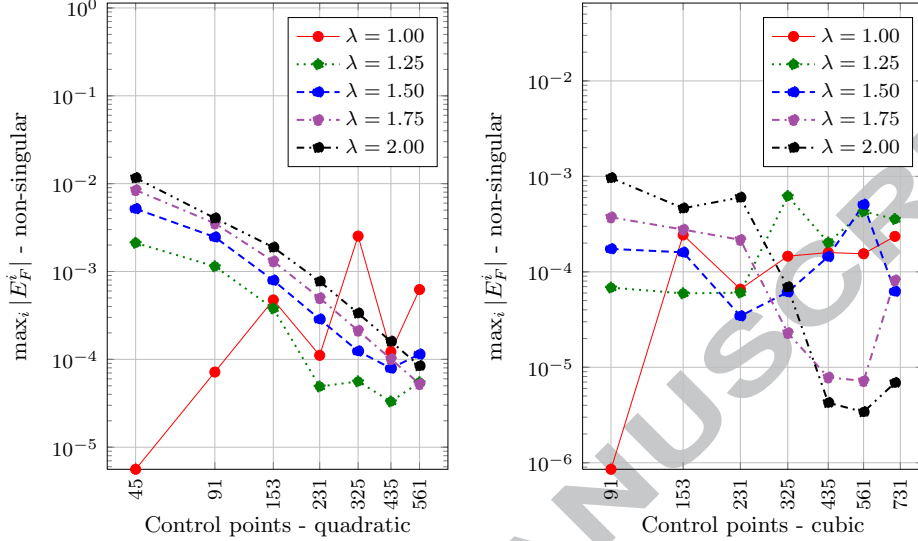 10^0
10^{-1}
10^{-2}
10^{-3}
10^{-4}
10^{-5}
max_i |E_F^i| - non-singular
λ = 1.00
λ = 1.25
λ = 1.50
λ = 1.75
λ = 2.00
45
91
153
231
325
435
561
Control points - quadratic
10^{-2}
10^{-3}
10^{-4}
10^{-5}
10^{-6}
max_i |E_F^i| - non-singular
λ = 1.00
λ = 1.25
λ = 1.50
λ = 1.75
λ = 2.00
91
153
231
325
435
561
731
Control points - cubic
ANUSCR